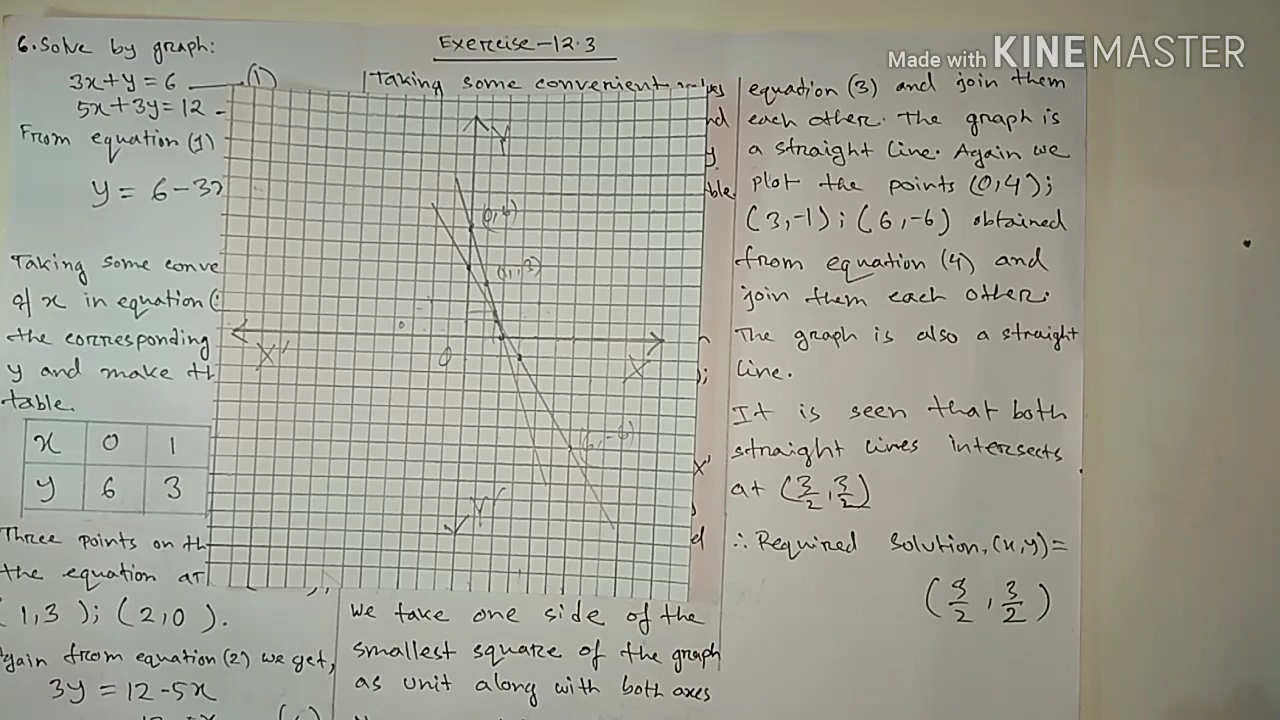 Exercise-12.3
Made with KINEMASTER
6. Solve by graph:
3x+y=6 (1)
5x+3y=12
From equation (1)
y = 6-3x
Taking some conve
of x in equation (
the corresponding
y and make th
table.
x 0 1
y 6 3
Three points on th
the equation ar
(1,3); (2,0).
Again from equation (2) we get,
3y = 12-5x
Taking some convenient
Y
(0,6)
(1,3)
X' O X
(6,-6)
Y'
we take one side of the
smallest square of the graph
as unit along with both axes
equation (3) and join them
each other. The graph is
a straight line. Again we
plot the points (0,4);
(3,-1); (6,-6) obtained
from equation (4) and
join them each other.
The graph is also a straight
line.
It is seen that both
straight lines intersects
at (3/2, 3/2)
∴ Required Solution, (x,y)=
(3/2, 3/2)